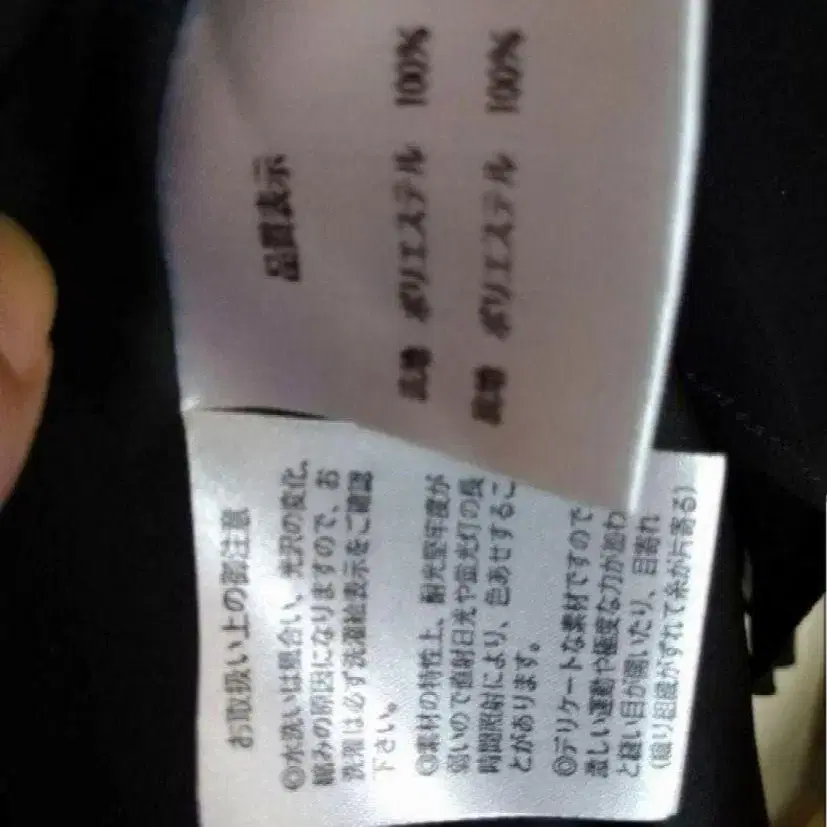 品質表示
表地 ポリエステル 100%
裏地 ポリエステル 100%
お取扱い上の御注意
◎水洗いは風合い、光沢の変化、
縮みの原因になりますので、お
洗濯は必ず洗濯絵表示をご確認
下さい。
◎素材の特性上、耐光堅牢度が
弱いので直射日光や蛍光灯の長
時間照射により、色あせするこ
とがあります。
◎デリケートな素材ですので
激しい運動や極度な力が加わ
と縫い目が開いたり、目寄れ
(織り組織がずれて糸が片寄る)